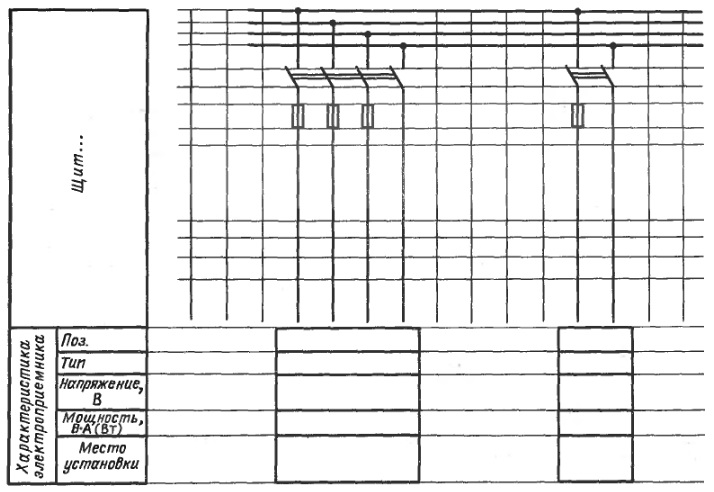 Щит...
Характеристика
электроприемника
Поз.
Тип
Напряжение,
В
Мощность,
В·А (Вт)
Место
установки